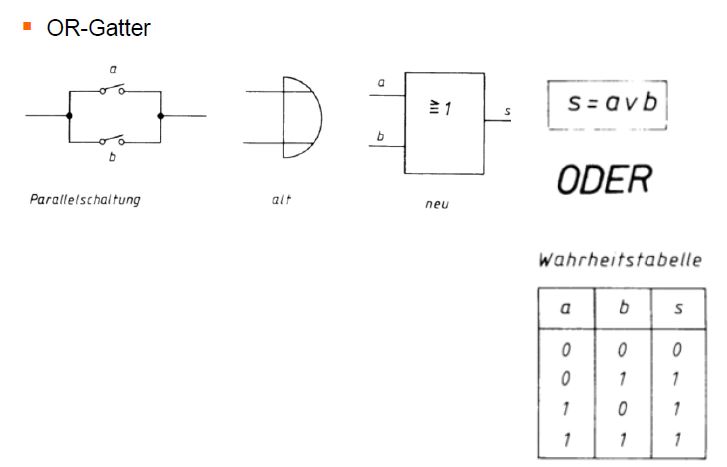 OR-Gatter
a
b
Parallelschaltung
alt
a
b
≧1
s
neu
s = a v b
ODER
Wahrheitstabelle
a b s
0 0 0
0 1 1
1 0 1
1 1 1